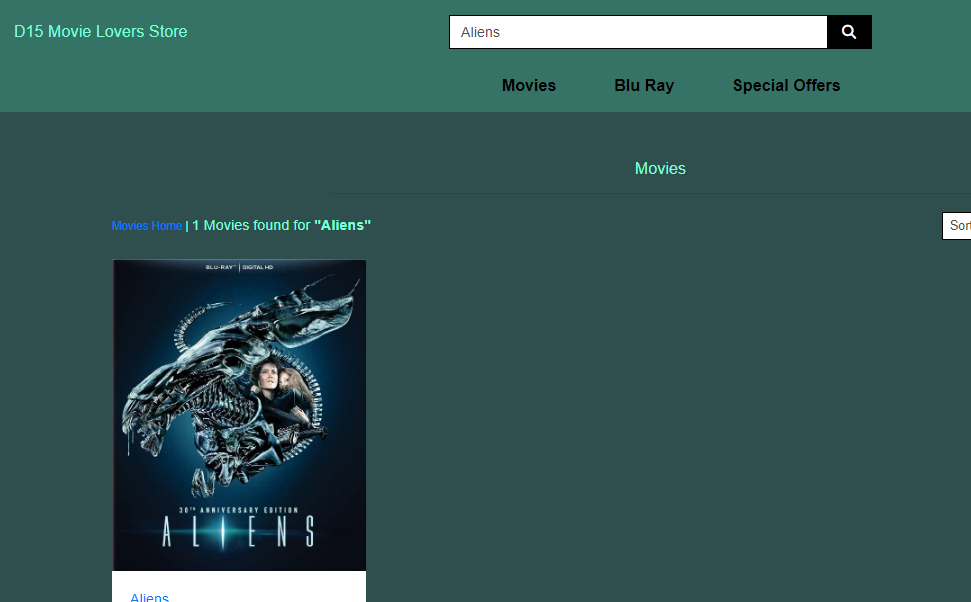 D15 Movie Lovers Store
Aliens
Movies Blu Ray Special Offers
Movies
Movies Home | 1 Movies found for "Aliens"
Sort
BLU-RAY™ | DIGITAL HD
30TH ANNIVERSARY EDITION
ALIENS
Aliens